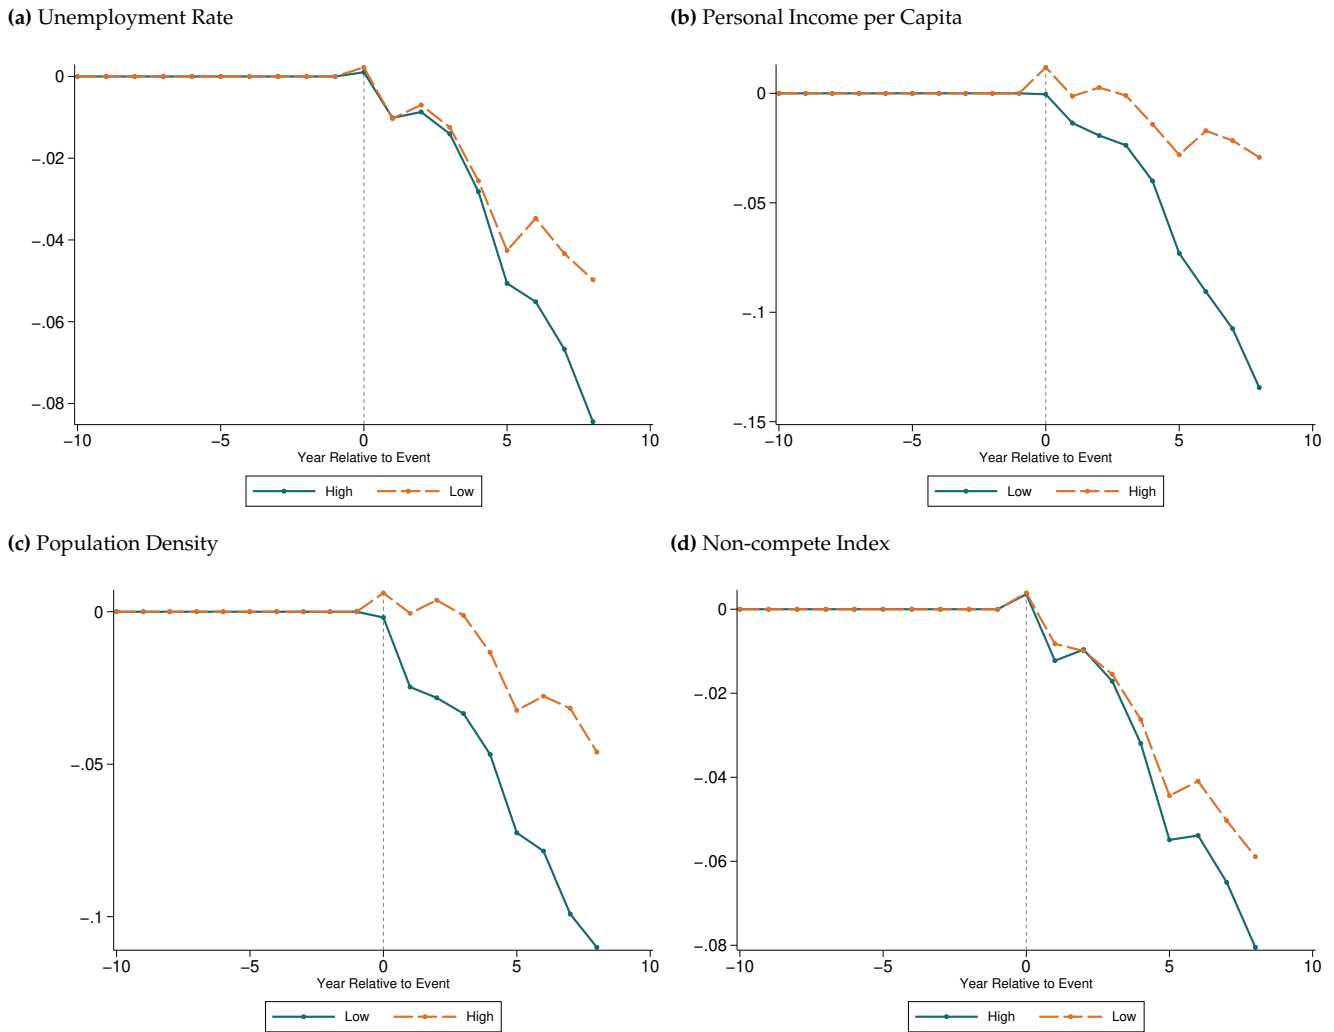 (a) Unemployment Rate
0
−.02
−.04
−.06
−.08
−10 −5 0 5 10
Year Relative to Event
High Low
(b) Personal Income per Capita
0
−.05
−.1
−.15
−10 −5 0 5 10
Year Relative to Event
Low High
(c) Population Density
0
−.05
−.1
−10 −5 0 5 10
Year Relative to Event
Low High
(d) Non-compete Index
0
−.02
−.04
−.06
−.08
−10 −5 0 5 10
Year Relative to Event
High Low